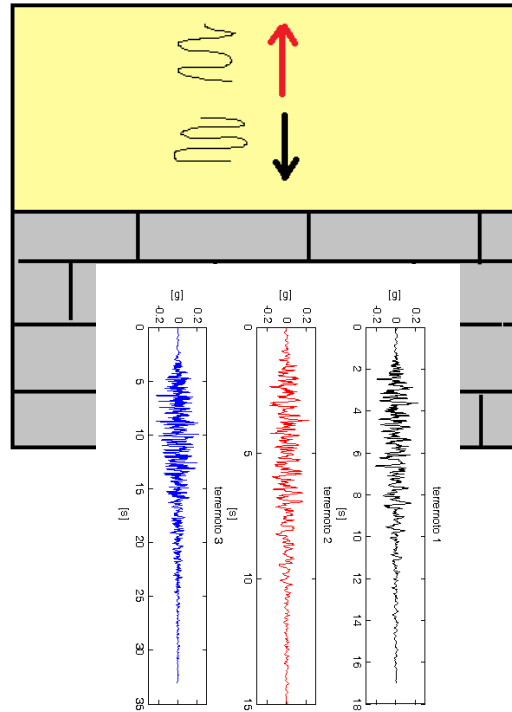 terremoto 1
0.2
[g] 0
-0.2
0 2 4 6 8 10 12 14 16 18
[s]
terremoto 2
0.2
[g] 0
-0.2
0 5 10 15
[s]
terremoto 3
0.2
[g] 0
-0.2
0 5 10 15 20 25 30 35
[s]